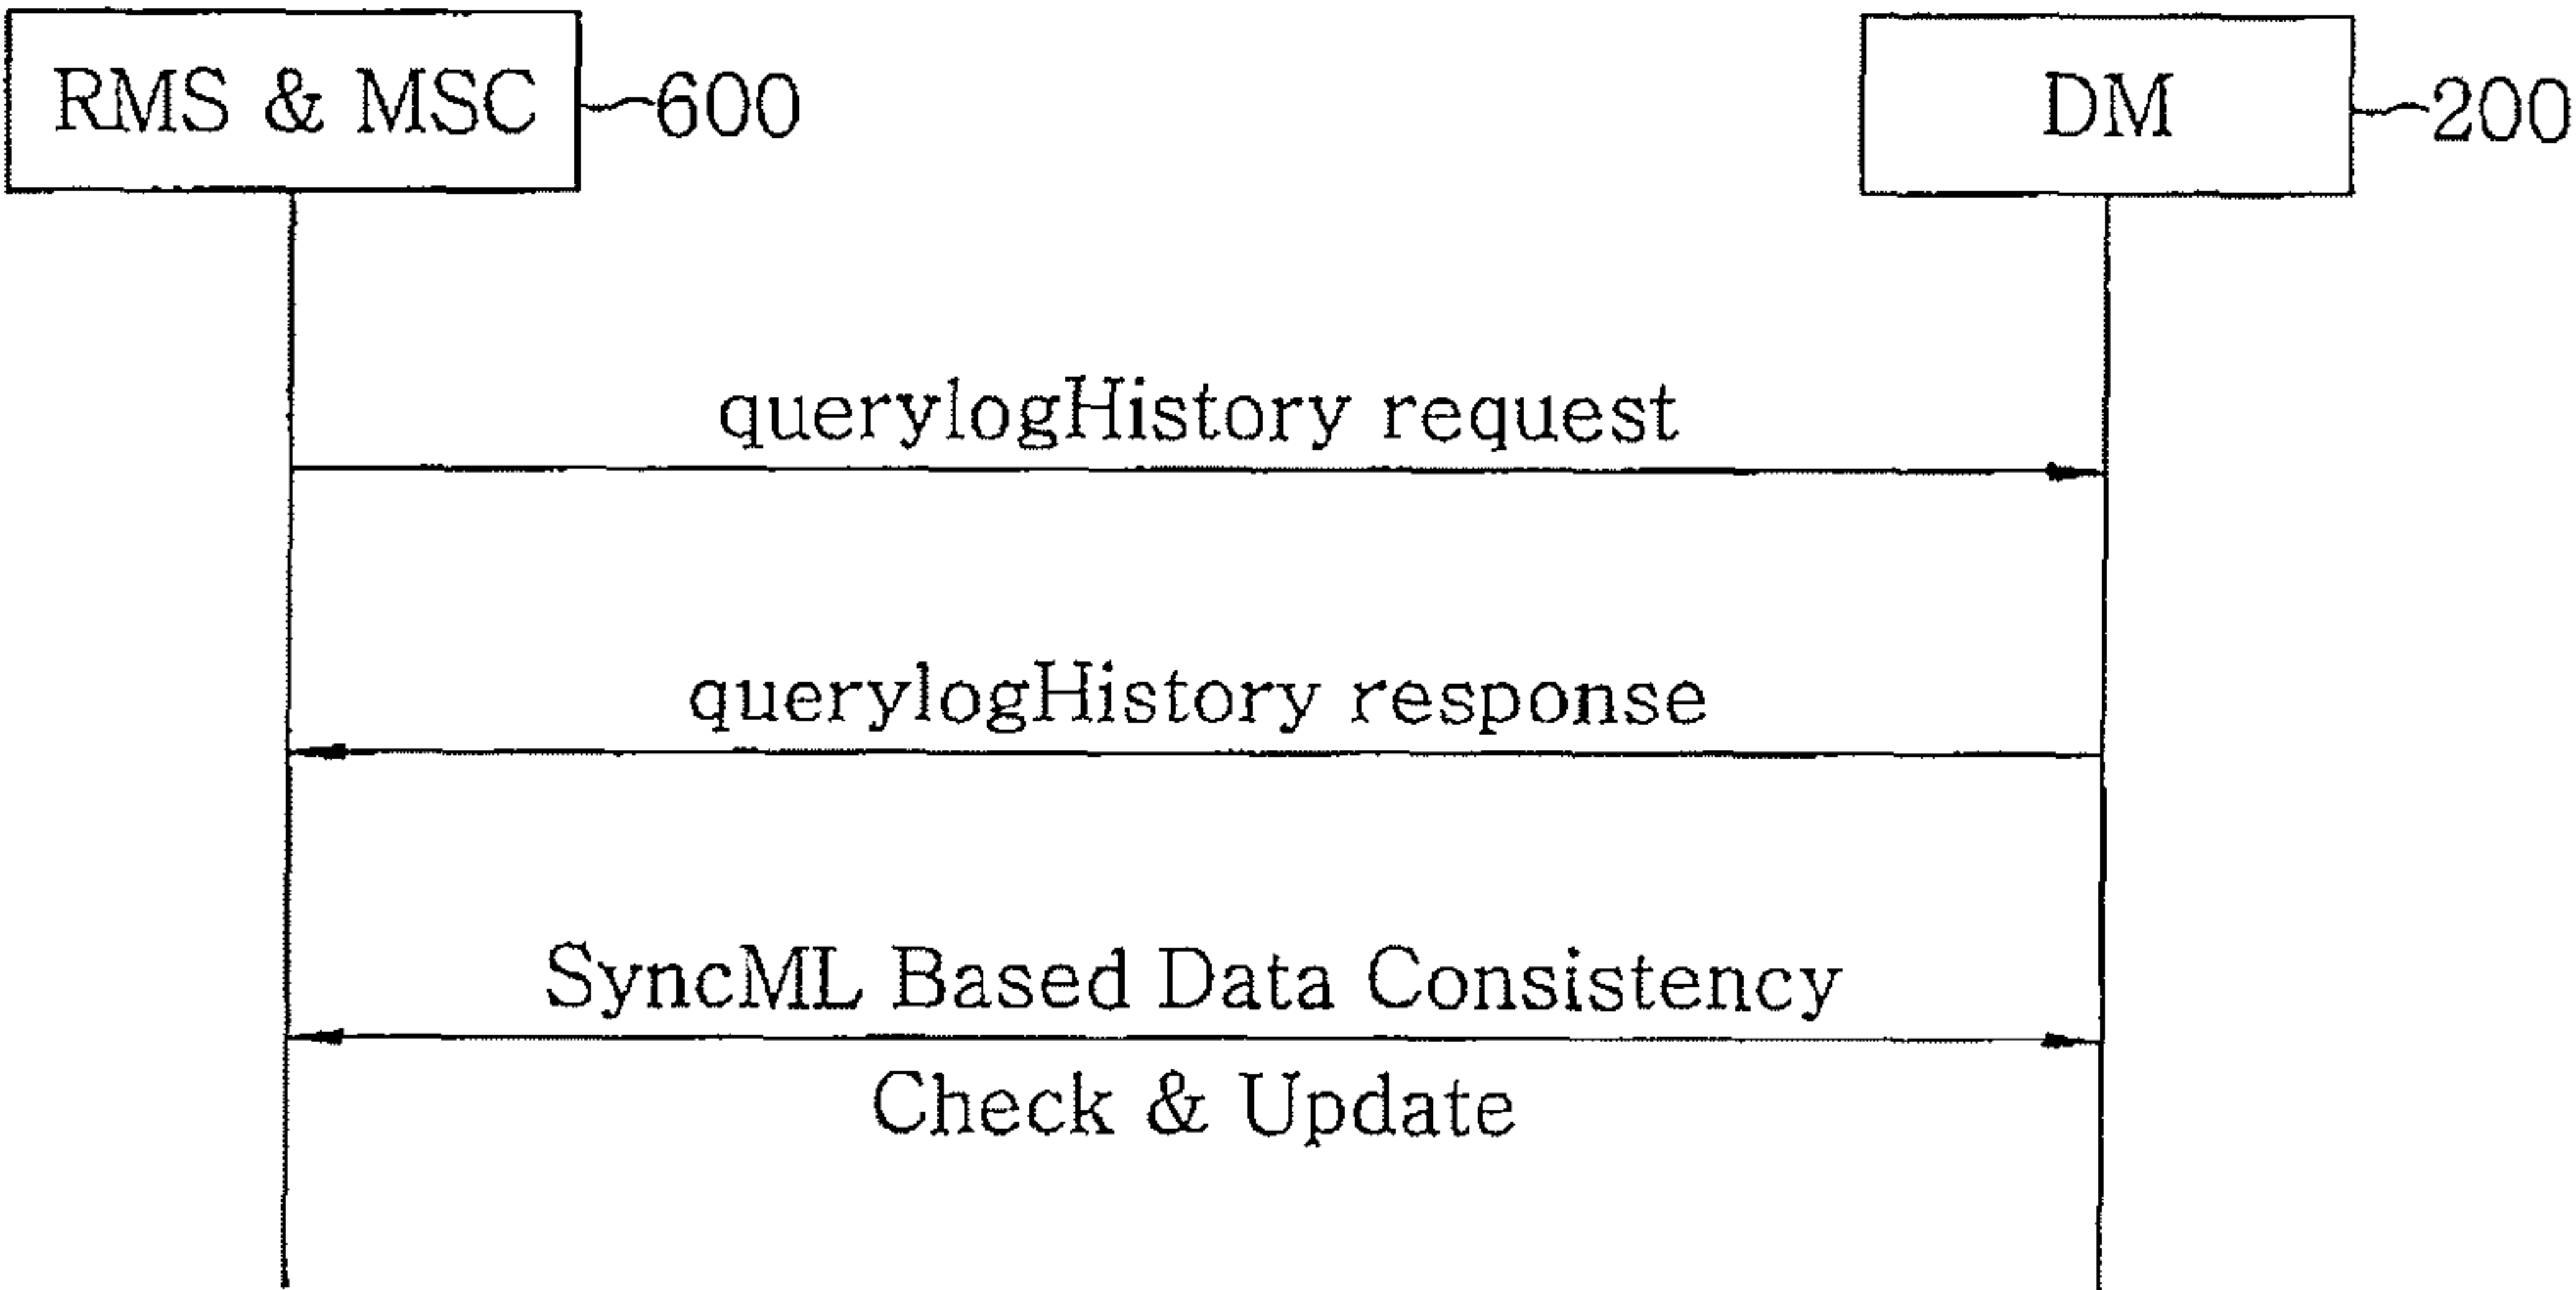 RMS & MSC
600
DM
200
querylogHistory request
querylogHistory response
SyncML Based Data Consistency
Check & Update